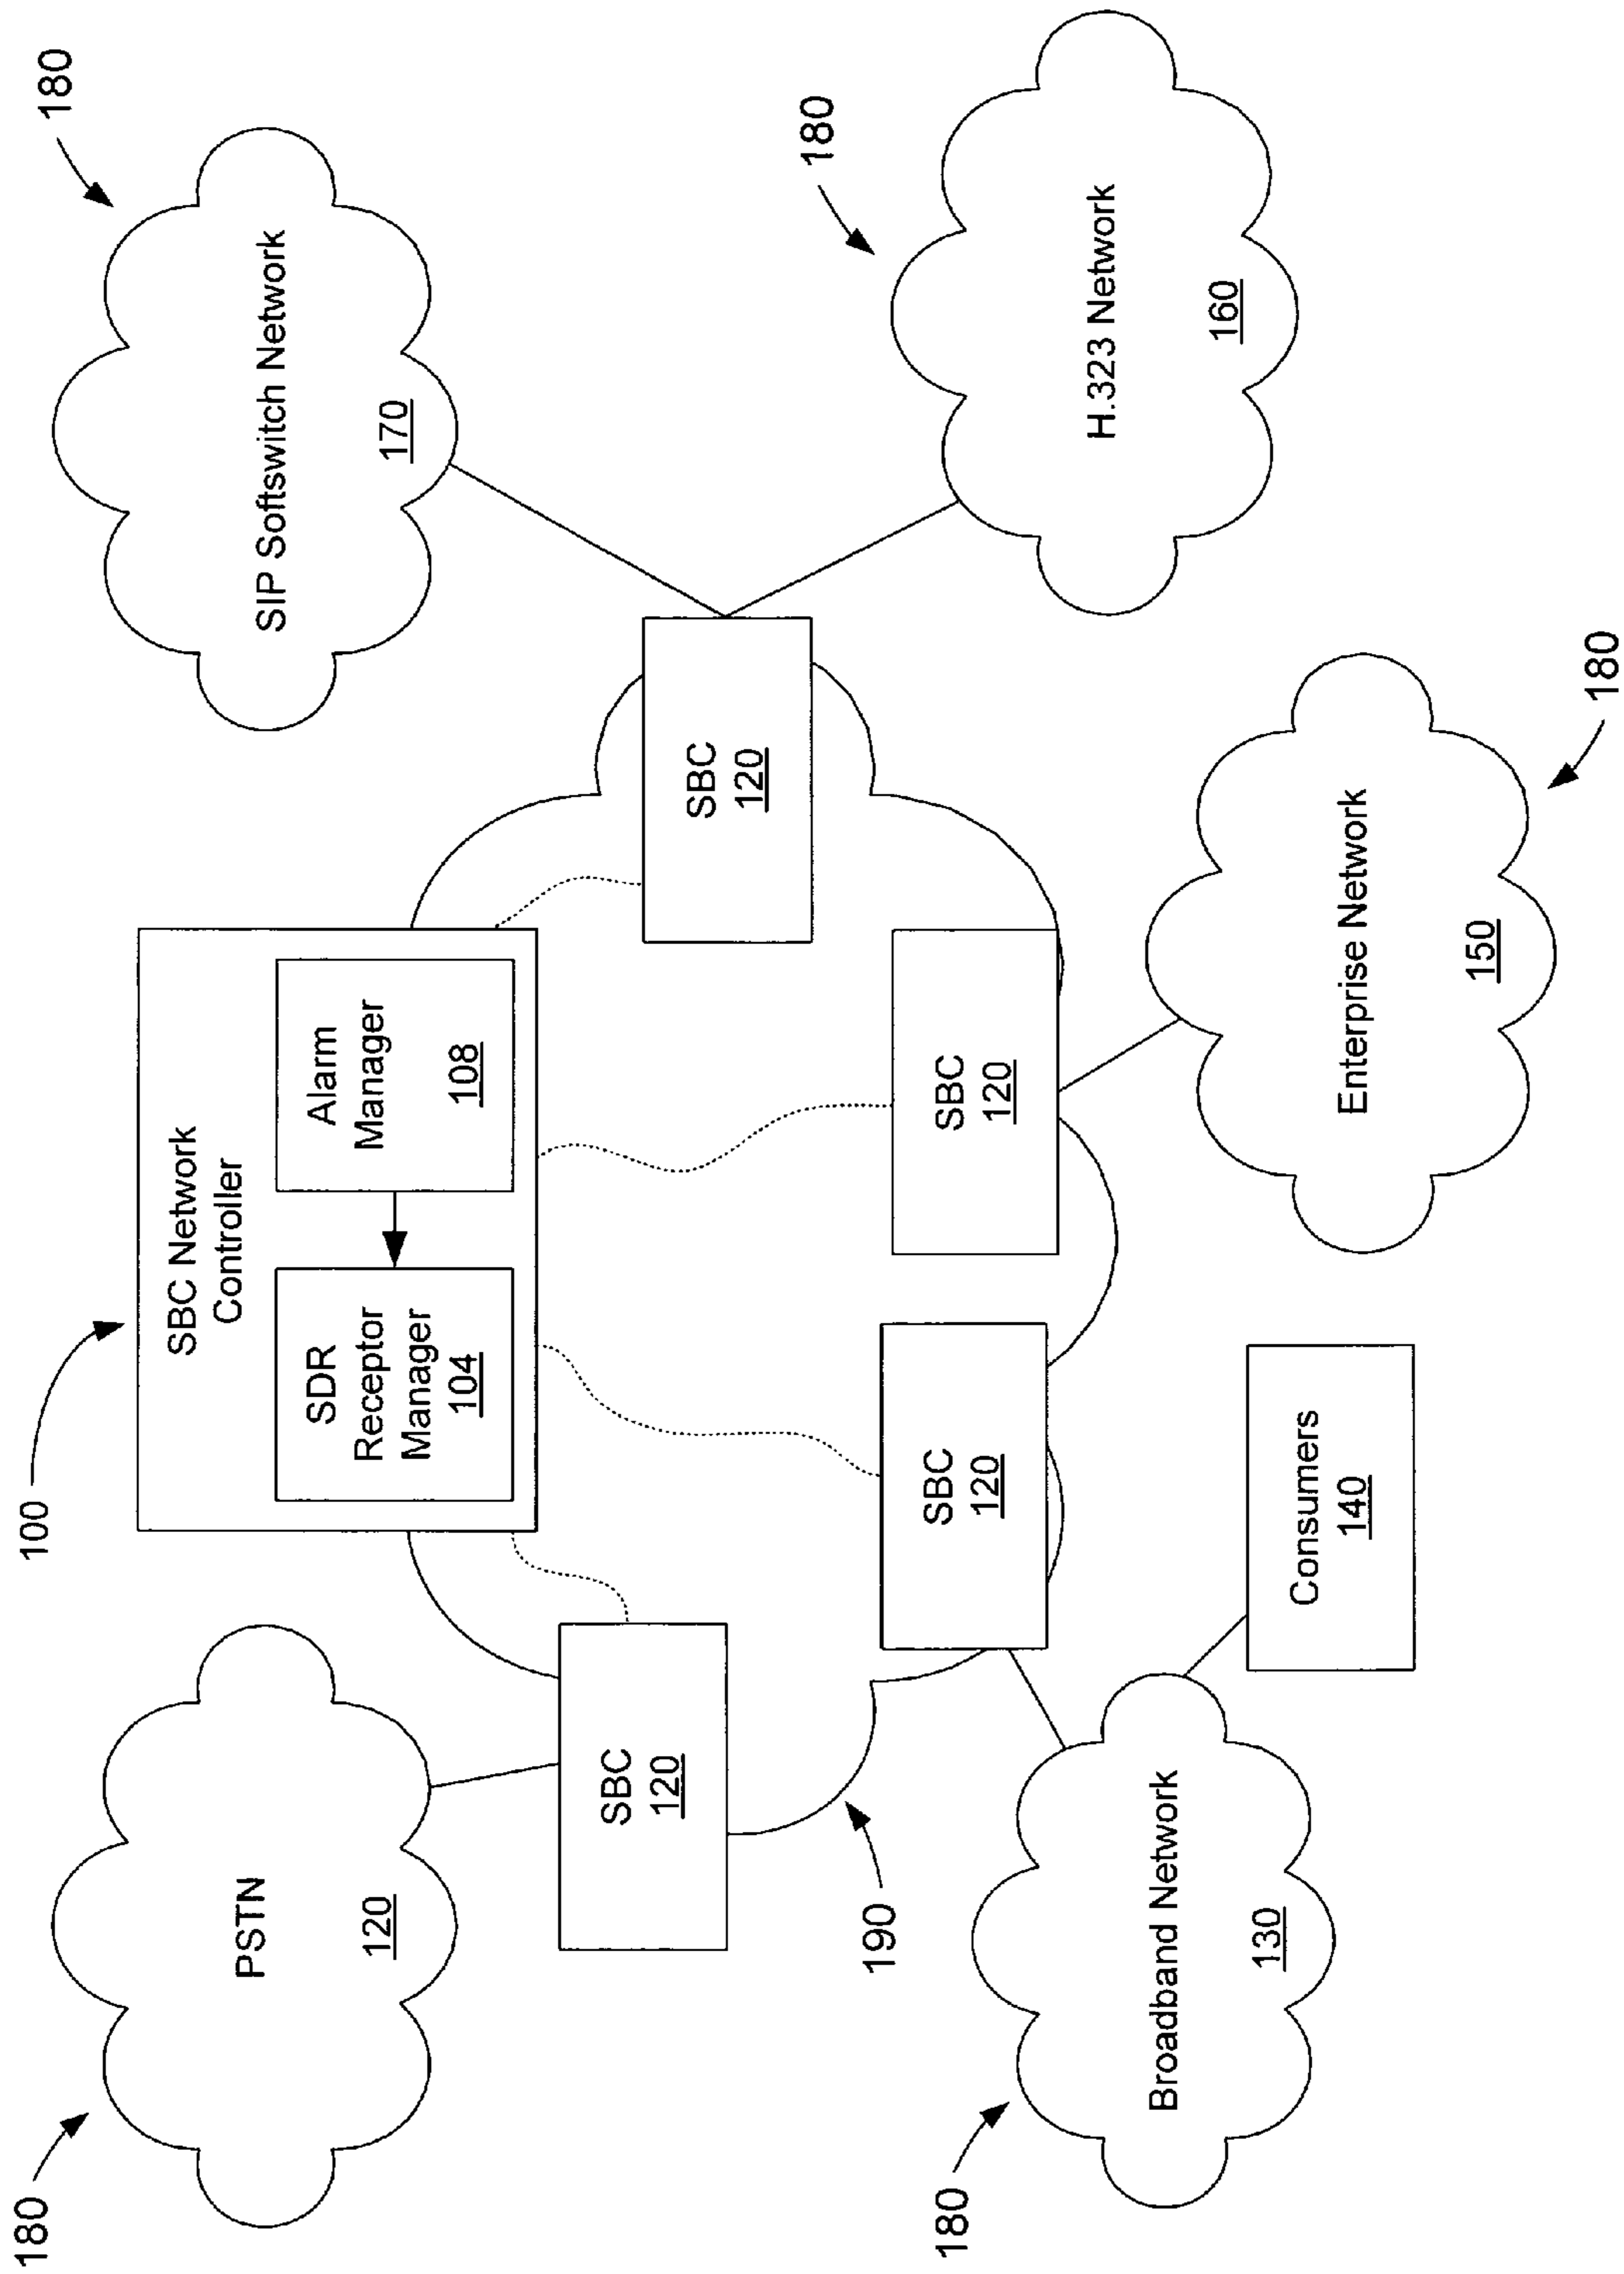 180
PSTN
120
100
SBC Network
Controller
SDR
Receptor
Manager
104
Alarm
Manager
108
SIP Softswitch Network
170
180
SBC
120
SBC
120
190
SBC
120
SBC
120
180
H.323 Network
160
180
Broadband Network
130
Consumers
140
Enterprise Network
150
180